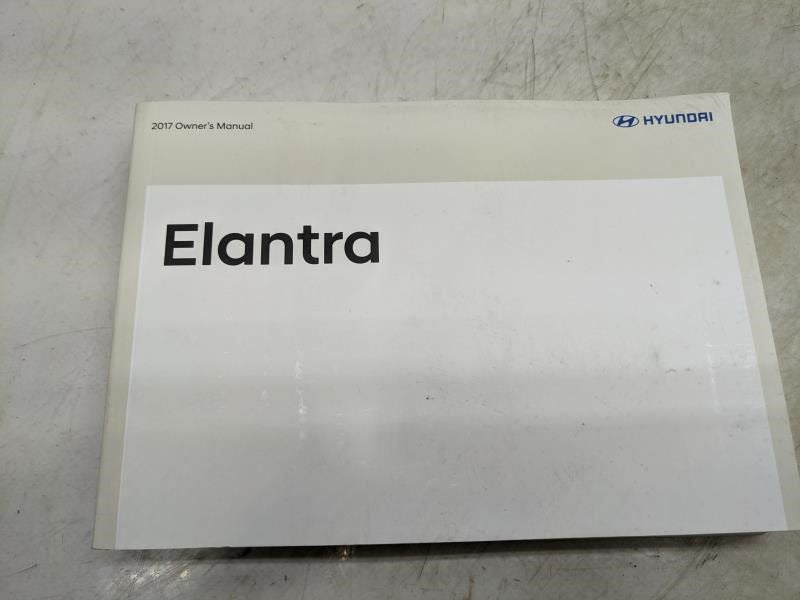 2017 Owner's Manual
HYUNDAI
Elantra